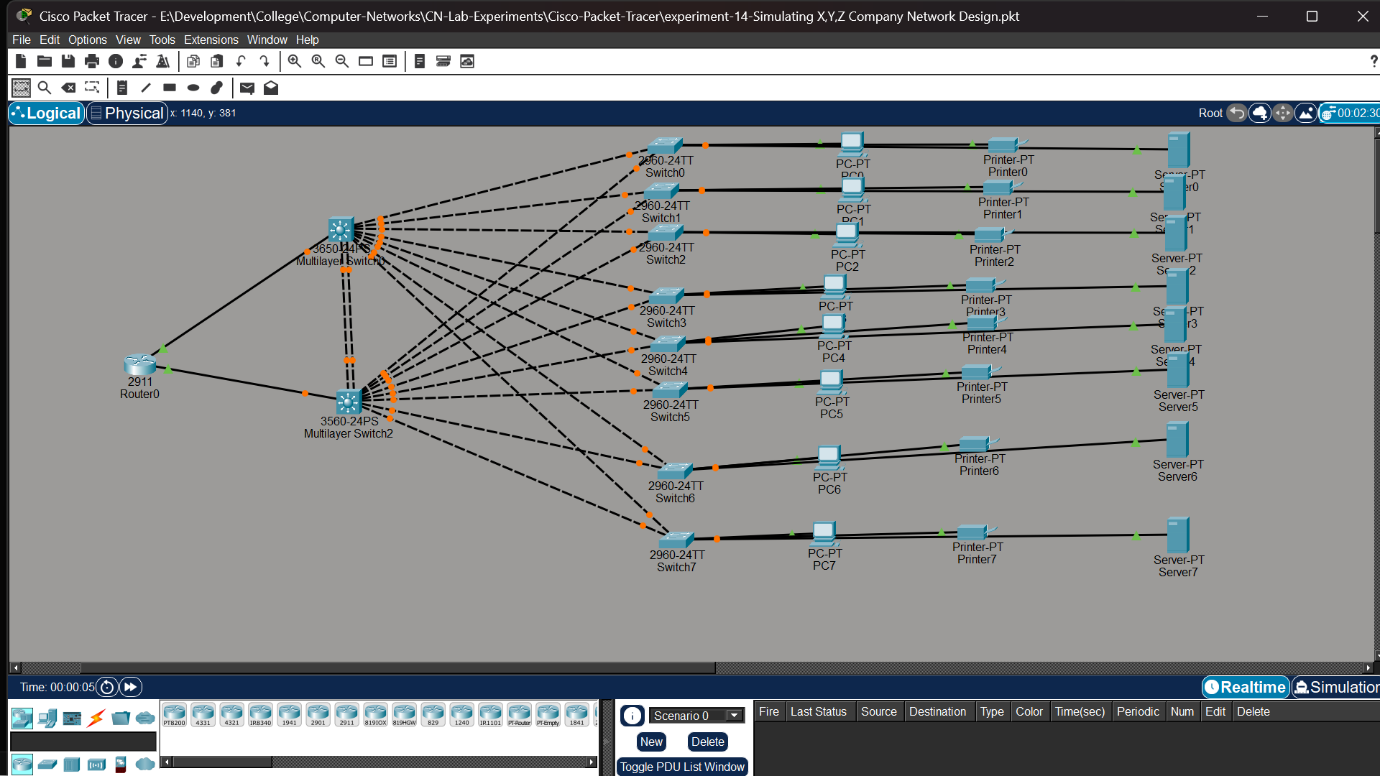 Cisco Packet Tracer - E:\Development\College\Computer-Networks\CN-Lab-Experiments\Cisco-Packet-Tracer\experiment-14-Simulating X,Y,Z Company Network Design.pkt
File Edit Options View Tools Extensions Window Help
?
Logical Physical x: 1140, y: 381 Root 00:02:30
2960-24TT
Switch0
PC-PT
PC0
Printer-PT
Printer0
2960-24TT
Switch1
PC-PT
PC1
Printer-PT
Printer1
2960-24TT
Switch2
PC-PT
PC2
Printer-PT
Printer2
Server-PT
3650-24PS
Multilayer Switch0
2960-24TT
Switch3
PC-PT
Printer-PT
Printer3
2960-24TT
Switch4
PC-PT
PC4
Printer-PT
Printer4
2911
Router0
3560-24PS
Multilayer Switch2
2960-24TT
Switch5
PC-PT
PC5
Printer-PT
Printer5
Server-PT
Server5
2960-24TT
Switch6
PC-PT
PC6
Printer-PT
Printer6
Server-PT
Server6
2960-24TT
Switch7
PC-PT
PC7
Printer-PT
Printer7
Server-PT
Server7
Time: 00:00:05 Realtime Simulation
PT8200 4331 4321 IR8340 1941 2901 2911 819IOX 819HGW 829 1240 IR1101 PT-Router PT-Empty 1841
Scenario 0
New Delete
Toggle PDU List Window
Fire Last Status Source Destination Type Color Time(sec) Periodic Num Edit Delete